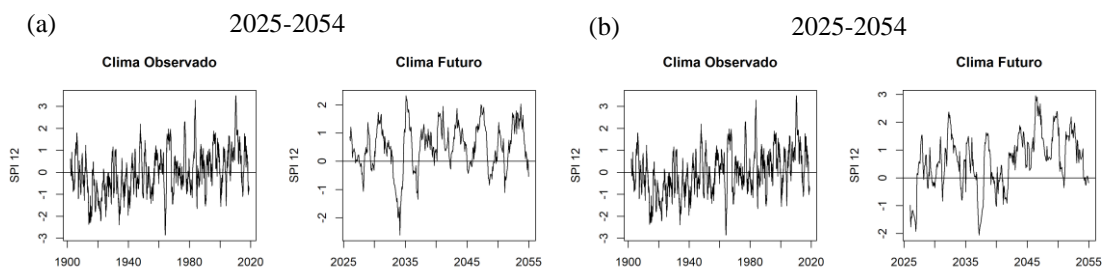 (a) 2025-2054 (b) 2025-2054
Clima Observado Clima Futuro Clima Observado Clima Futuro
SPI 12 SPI 12 SPI 12 SPI 12
3 2 3 3
2 1 2 2
1 0 1 1
0 -1 0 0
-1 -2 -1 -1
-2 -2 -2
-3 -3
1900 1940 1980 2020 2025 2035 2045 2055 1900 1940 1980 2020 2025 2035 2045 2055